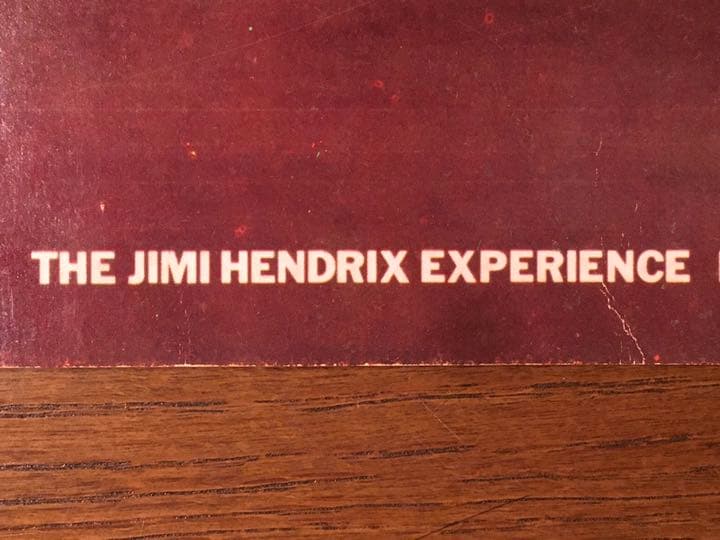 THE JIMI HENDRIX EXPERIENCE